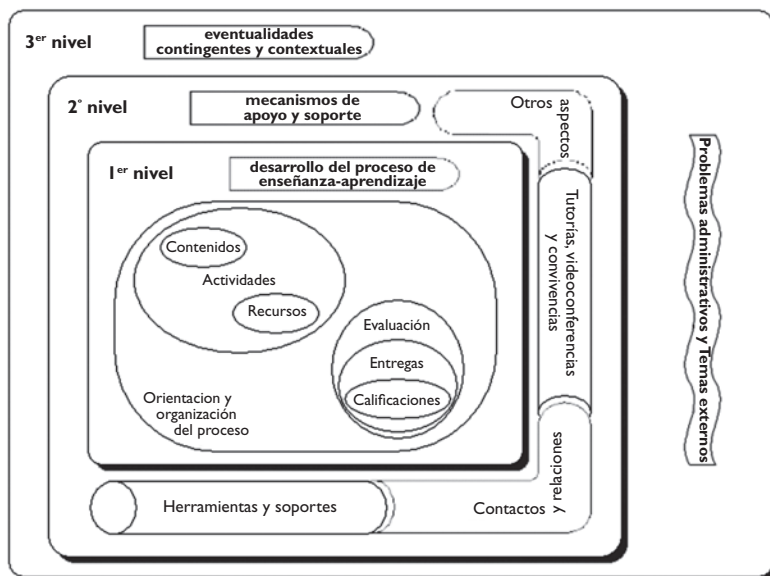 3er nivel
eventualidades
contingentes y contextuales
2° nivel
mecanismos de
apoyo y soporte
Otros
aspectos
1er nivel
desarrollo del proceso de
enseñanza-aprendizaje
Contenidos
Actividades
Recursos
Evaluación
Entregas
Calificaciones
Orientacion y
organización
del proceso
Tutorías, videoconferencias
y convivencias
Problemas administrativos y Temas externos
Herramientas y soportes
Contactos
y relaciones